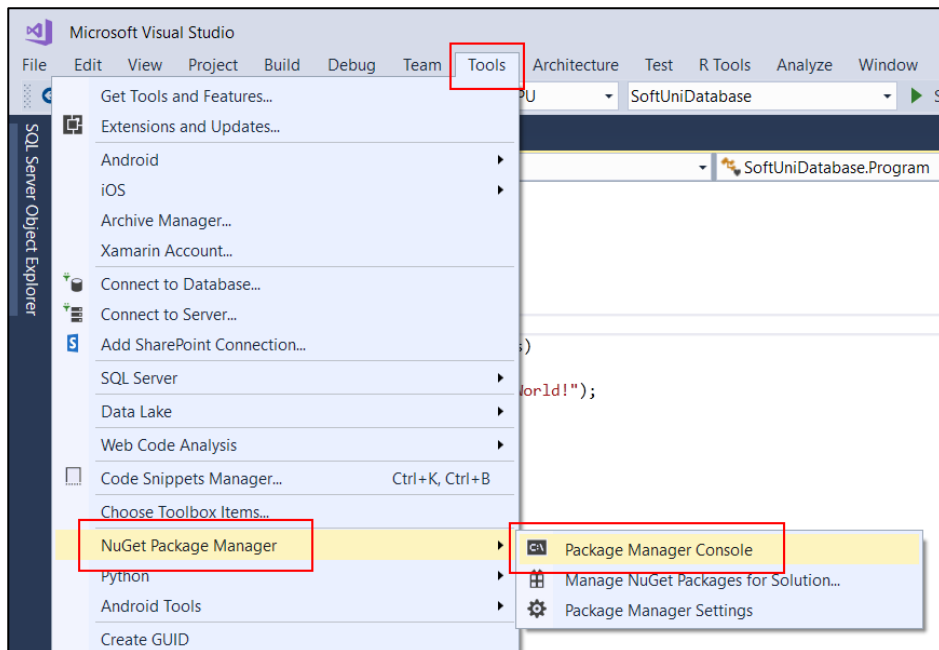 Microsoft Visual Studio
File Edit View Project Build Debug Team Tools Architecture Test R Tools Analyze Window
Get Tools and Features...
PU SoftUniDatabase
Extensions and Updates...
Android
SoftUniDatabase.Program
iOS
Archive Manager...
Xamarin Account...
SQL Server Object Explorer
Connect to Database...
Connect to Server...
Add SharePoint Connection...
s)
SQL Server
World!");
Data Lake
Web Code Analysis
Code Snippets Manager... Ctrl+K, Ctrl+B
Choose Toolbox Items...
NuGet Package Manager
C:\ Package Manager Console
Python
Manage NuGet Packages for Solution...
Android Tools
Package Manager Settings
Create GUID